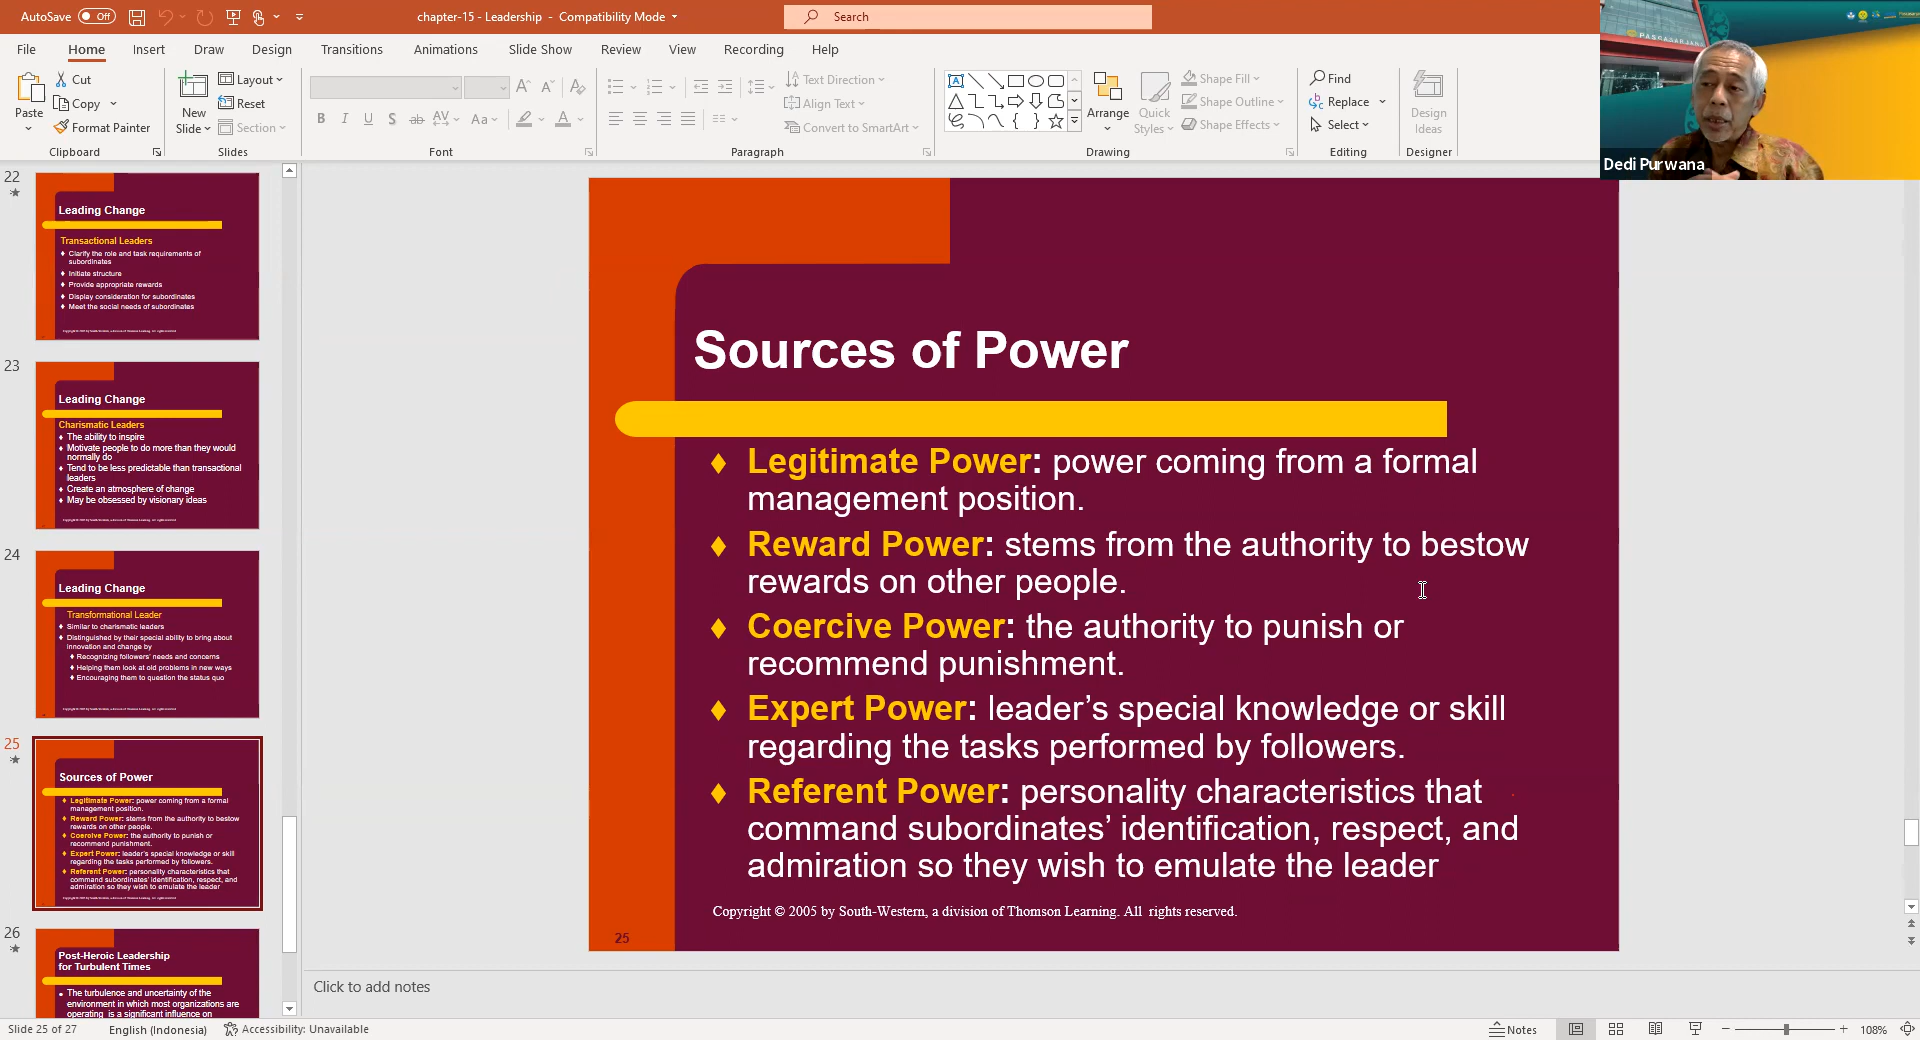 AutoSave Off
chapter-15 - Leadership - Compatibility Mode
Search
File Home Insert Draw Design Transitions Animations Slide Show Review View Recording Help
Paste
Cut
Copy
Format Painter
Clipboard
New Slide
Layout
Reset
Section
Slides
B I U S ab AV Aa A
Font
Text Direction
Align Text
Convert to SmartArt
Paragraph
Arrange
Quick Styles
Shape Fill
Shape Outline
Shape Effects
Drawing
Find
Replace
Select
Editing
Design Ideas
Designer
Dedi Purwana
22
Leading Change
Transactional Leaders
Clarify the role and task requirements of
subordinates
Initiate structure
Provide appropriate rewards
Display consideration for subordinates
Meet the social needs of subordinates
23
Leading Change
Charismatic Leaders
The ability to inspire
Motivate people to do more than they would
normally do
Tend to be less predictable than transactional
leaders
Create an atmosphere of change
May be obsessed by visionary ideas
24
Leading Change
Transformational Leader
Similar to charismatic leaders
Distinguished by their special ability to bring about
innovation and change by
Recognizing followers' needs and concerns
Helping them look at old problems in new ways
Encouraging them to question the status quo
25
Sources of Power
Legitimate Power: power coming from a formal
management position.
Reward Power: stems from the authority to bestow
rewards on other people.
Coercive Power: the authority to punish or
recommend punishment.
Expert Power: leader's special knowledge or skill
regarding the tasks performed by followers.
Referent Power: personality characteristics that
command subordinates' identification, respect, and
admiration so they wish to emulate the leader
26
Post-Heroic Leadership
for Turbulent Times
The turbulence and uncertainty of the
environment in which most organizations are
operating is a significant influence on
Sources of Power
Legitimate Power: power coming from a formal
management position.
Reward Power: stems from the authority to bestow
rewards on other people.
Coercive Power: the authority to punish or
recommend punishment.
Expert Power: leader’s special knowledge or skill
regarding the tasks performed by followers.
Referent Power: personality characteristics that
command subordinates’ identification, respect, and
admiration so they wish to emulate the leader
Copyright © 2005 by South-Western, a division of Thomson Learning. All rights reserved.
25
Click to add notes
Slide 25 of 27 English (Indonesia) Accessibility: Unavailable Notes 108%